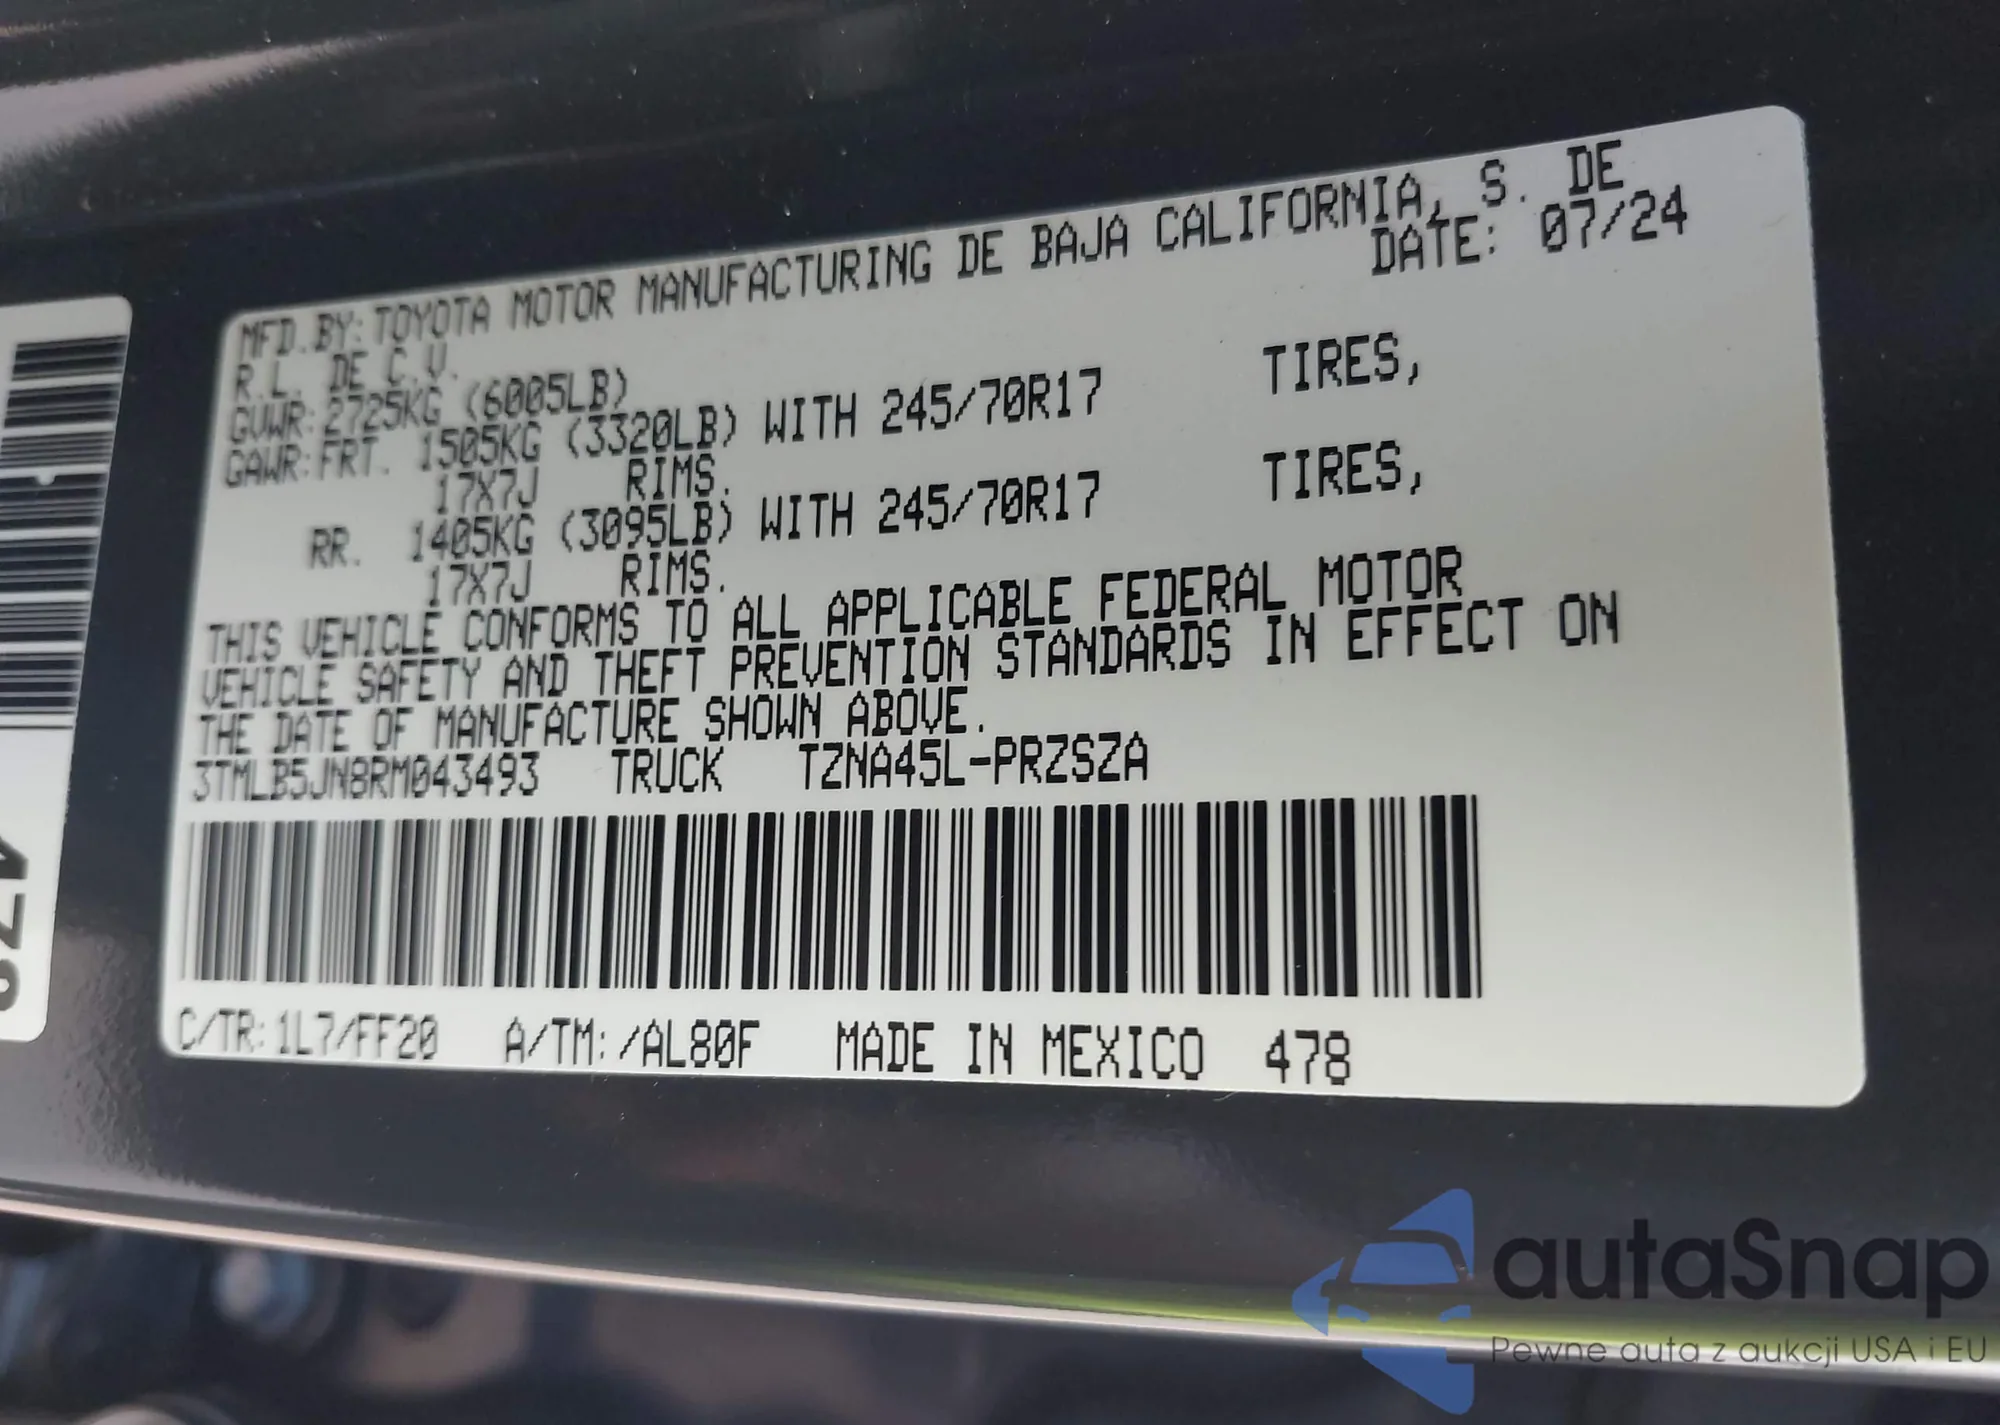 MFD.BY:TOYOTA MOTOR MANUFACTURING DE BAJA CALIFORNIA, S. DE
R.L. DE C.V. DATE: 07/24
GVWR:2725KG (6005LB)
GAWR:FRT. 1505KG (3320LB) WITH 245/70R17 TIRES,
17X7J RIMS.
RR. 1405KG (3095LB) WITH 245/70R17 TIRES,
17X7J RIMS.
THIS VEHICLE CONFORMS TO ALL APPLICABLE FEDERAL MOTOR
VEHICLE SAFETY AND THEFT PREVENTION STANDARDS IN EFFECT ON
THE DATE OF MANUFACTURE SHOWN ABOVE.
3TMLB5JN8RM043493 TRUCK TZNA45L-PRZSZA
C/TR:1L7/FF20 A/TM:/AL80F MADE IN MEXICO 478
478
autaSnap
Pewne auta z aukcji USA i EU